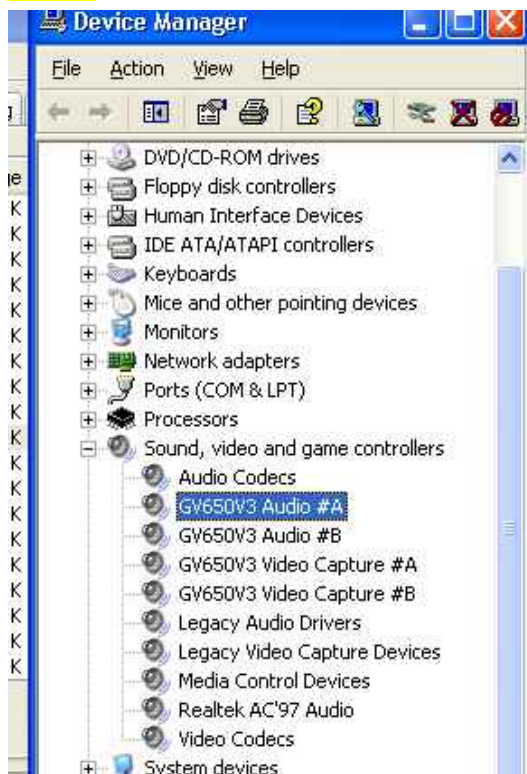 Device Manager
File Action View Help
DVD/CD-ROM drives
Floppy disk controllers
Human Interface Devices
IDE ATA/ATAPI controllers
Keyboards
Mice and other pointing devices
Monitors
Network adapters
Ports (COM & LPT)
Processors
Sound, video and game controllers
Audio Codecs
GV650V3 Audio #A
GV650V3 Audio #B
GV650V3 Video Capture #A
GV650V3 Video Capture #B
Legacy Audio Drivers
Legacy Video Capture Devices
Media Control Devices
Realtek AC'97 Audio
Video Codecs
System devices